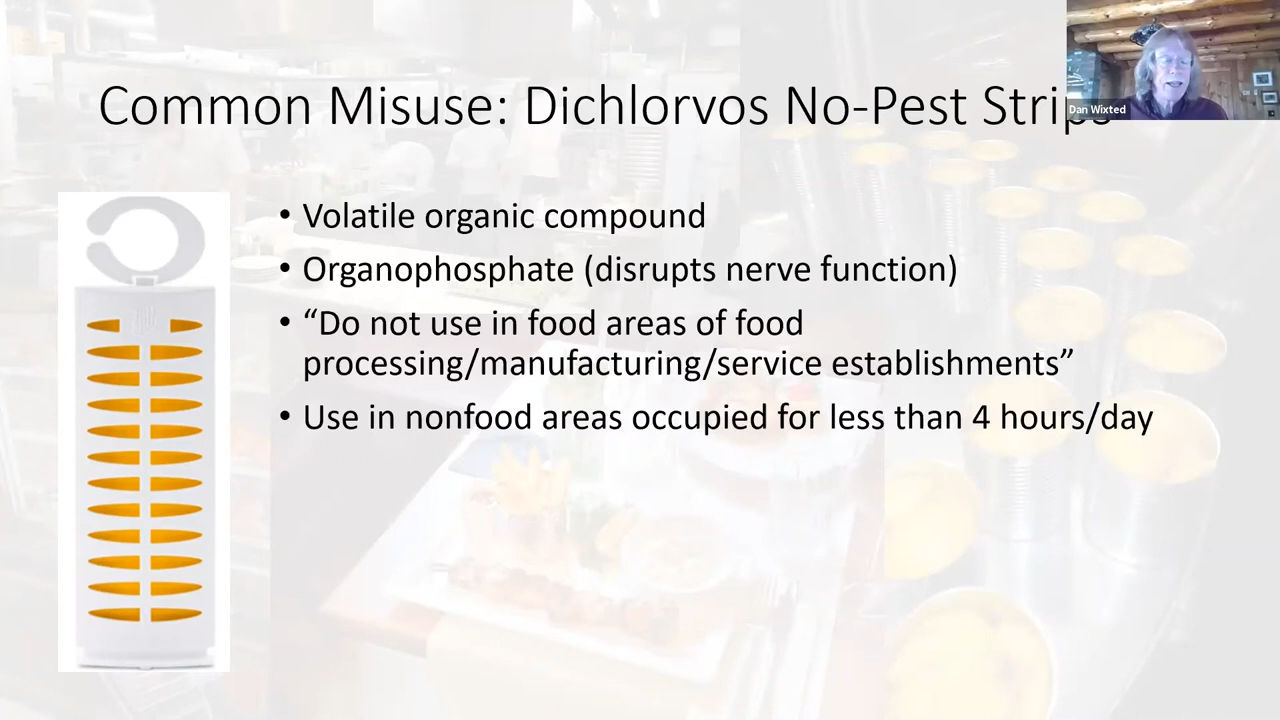 Common Misuse: Dichlorvos No-Pest Strips
Dan Wixted
• Volatile organic compound
• Organophosphate (disrupts nerve function)
• “Do not use in food areas of food
processing/manufacturing/service establishments”
• Use in nonfood areas occupied for less than 4 hours/day